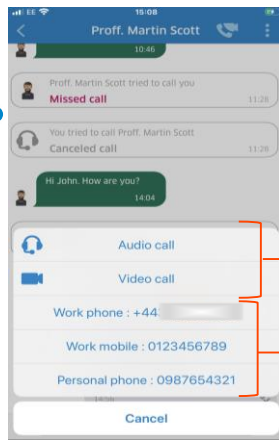 EE 15:08
Proff. Martin Scott
10:46
Proff. Martin Scott tried to call you
Missed call 11:28
You tried to call Proff. Martin Scott
Canceled call 11:28
Hi John. How are you?
14:04
Audio call
Video call
Work phone : +44
Work mobile : 0123456789
Personal phone : 0987654321
Cancel